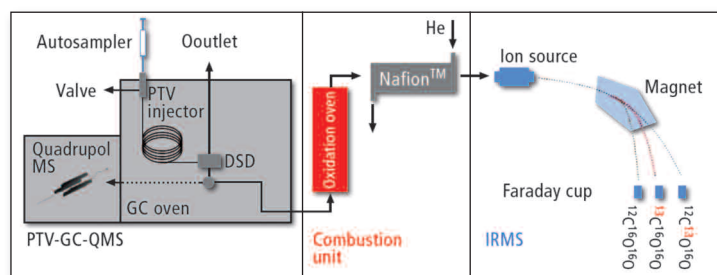 Autosampler
Ooutlet
Valve
PTV
injector
Quadrupol
MS
DSD
GC oven
PTV-GC-QMS
Oxidation oven
Combustion
unit
He
Nafion™
Ion source
Magnet
Faraday cup
¹²C¹⁶O¹⁶O
¹³C¹⁶O¹⁶O
IRMS